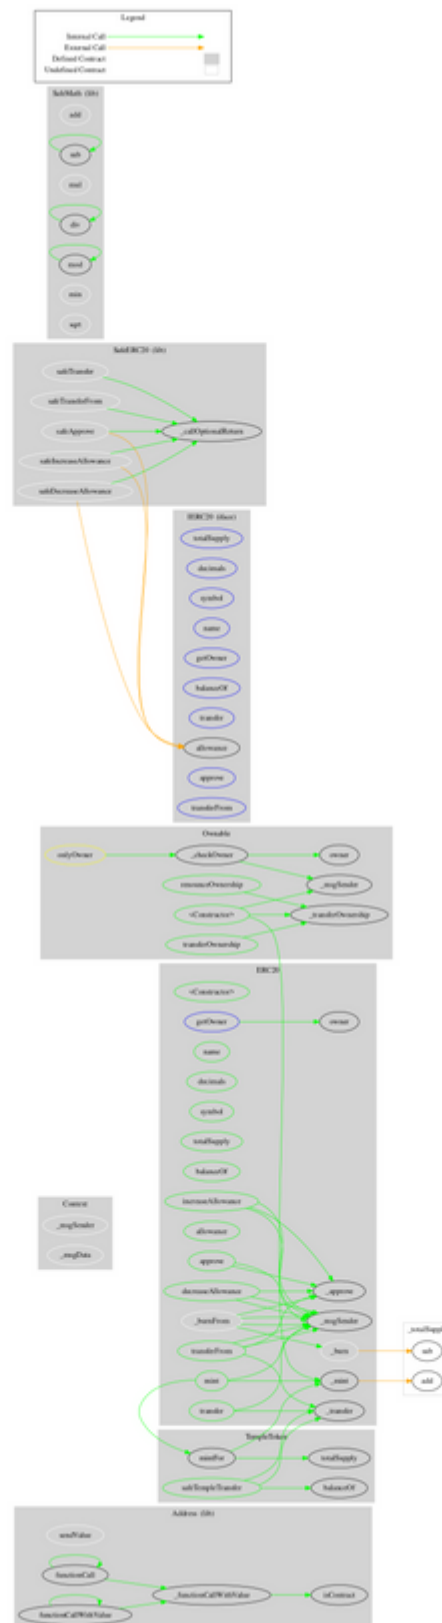 Legend
Internal Call
External Call
Defined Contract
Undefined Contract
SafeMath (lib)
add
sub
mul
div
mod
min
sqrt
SafeERC20 (lib)
safeTransfer
safeTransferFrom
safeApprove
_callOptionalReturn
safeIncreaseAllowance
safeDecreaseAllowance
totalSupply
decimals
symbol
name
getOwner
balanceOf
transfer
allowance
approve
transferFrom
Ownable
onlyOwner
_checkOwner
owner
renounceOwnership
_msgSender
<Constructor>
_transferOwnership
transferOwnership
ERC20
<Constructor>
getOwner
owner
name
decimals
symbol
totalSupply
balanceOf
Context
increaseAllowance
_msgSender
allowance
_msgData
approve
decreaseAllowance
_approve
_burnFrom
_msgSender
_totalSupply
transferFrom
_burn
sub
mint
_mint
add
transfer
_transfer
TempleToken
mintFor
totalSupply
safeTempleTransfer
balanceOf
Address (lib)
sendValue
functionCall
_functionCallWithValue
isContract
functionCallWithValue